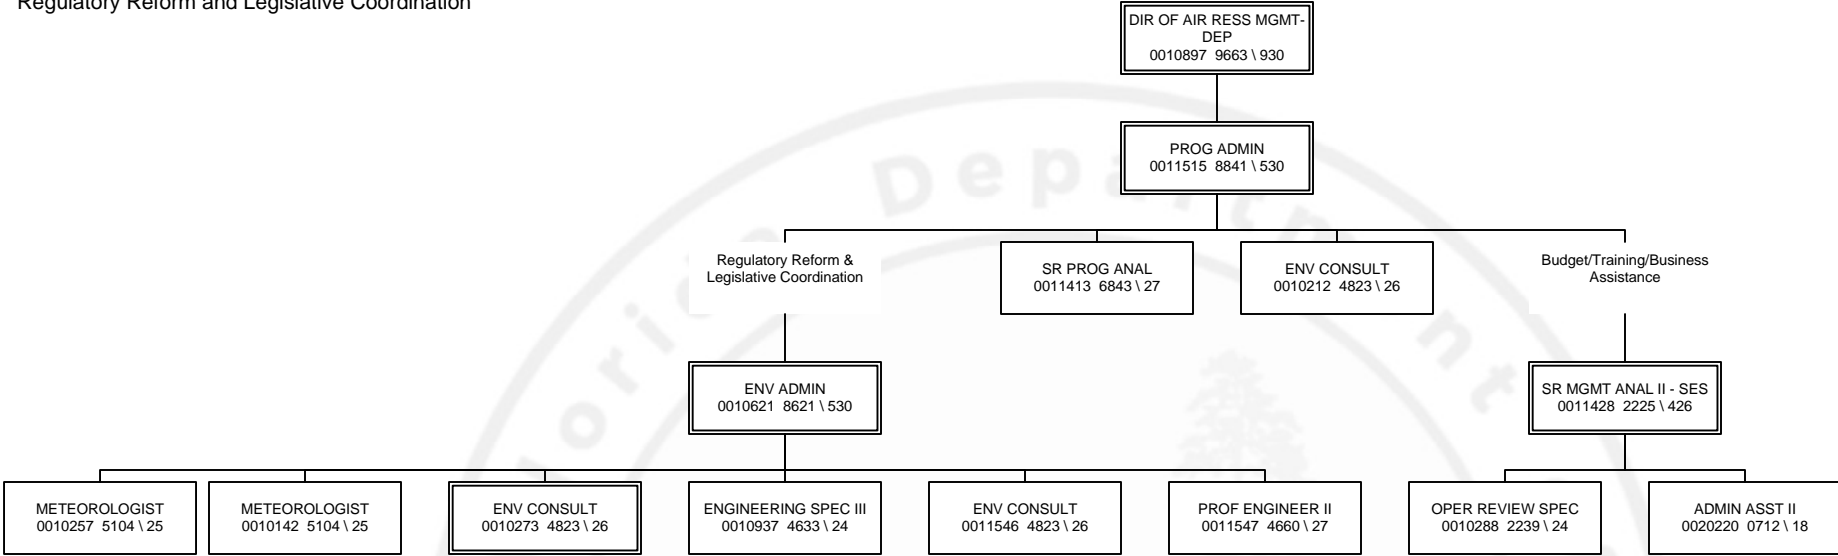 Regulatory Reform and Legislative Coordination
DIR OF AIR RESS MGMT-
DEP
0010897 9663 \ 930
PROG ADMIN
0011515 8841 \ 530
Regulatory Reform &
Legislative Coordination
SR PROG ANAL
0011413 6843 \ 27
ENV CONSULT
0010212 4823 \ 26
Budget/Training/Business
Assistance
ENV ADMIN
0010621 8621 \ 530
SR MGMT ANAL II - SES
0011428 2225 \ 426
METEOROLOGIST
0010257 5104 \ 25
METEOROLOGIST
0010142 5104 \ 25
ENV CONSULT
0010273 4823 \ 26
ENGINEERING SPEC III
0010937 4633 \ 24
ENV CONSULT
0011546 4823 \ 26
PROF ENGINEER II
0011547 4660 \ 27
OPER REVIEW SPEC
0010288 2239 \ 24
ADMIN ASST II
0020220 0712 \ 18